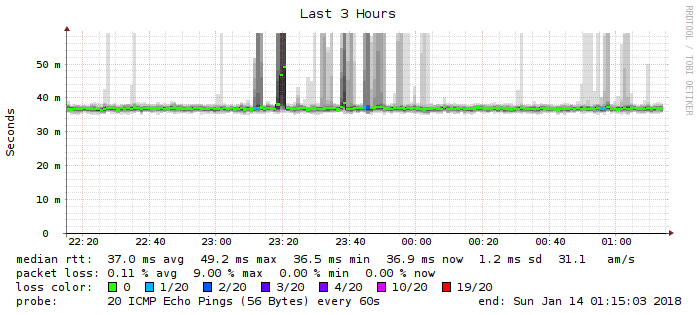 Last 3 Hours
RRDTOOL / TOBI OETIKER
Seconds
50 m
40 m
30 m
20 m
10 m
0
22:20 22:40 23:00 23:20 23:40 00:00 00:20 00:40 01:00
median rtt: 37.0 ms avg 49.2 ms max 36.5 ms min 36.9 ms now 1.2 ms sd 31.1 am/s
packet loss: 0.11 % avg 9.00 % max 0.00 % min 0.00 % now
loss color: 0 1/20 2/20 3/20 4/20 10/20 19/20
probe: 20 ICMP Echo Pings (56 Bytes) every 60s end: Sun Jan 14 01:15:03 2018